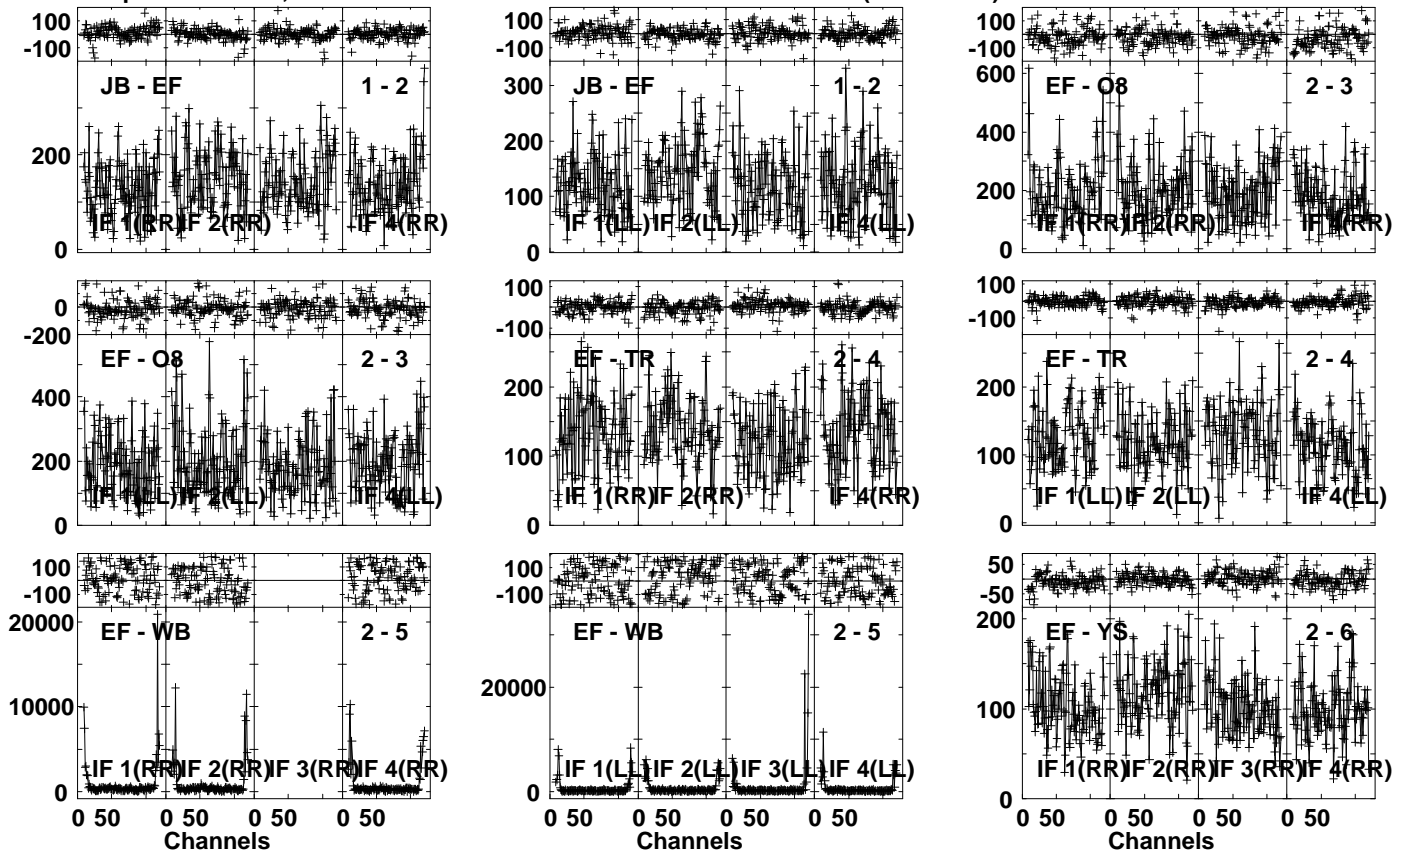 100
-100
JB - EF 1 - 2
200
0
IF 1(RR) IF 2(RR) IF 4(RR)
100
-100
JB - EF 1 - 2
300
200
100
0
IF 1(LL) IF 2(LL) IF 4(LL)
100
-100
600
EF - O8 2 - 3
400
200
0
IF 1(RR) IF 2(RR) IF 4(RR)
0
-200
EF - O8 2 - 3
400
200
0
IF 1(LL) IF 2(LL) IF 4(LL)
100
-100
EF - TR 2 - 4
200
100
0
IF 1(RR) IF 2(RR) IF 4(RR)
100
-100
EF - TR 2 - 4
200
100
0
IF 1(LL) IF 2(LL) IF 4(LL)
100
-100
20000
EF - WB 2 - 5
10000
0
IF 1(RR) IF 2(RR) IF 3(RR) IF 4(RR)
0 50 0 50 0 50 0 50
Channels
100
-100
EF - WB 2 - 5
20000
0
IF 1(LL) IF 2(LL) IF 3(LL) IF 4(LL)
0 50 0 50 0 50 0 50
Channels
50
-50
200
EF - YS 2 - 6
100
0
IF 1(RR) IF 2(RR) IF 3(RR) IF 4(RR)
0 50 0 50 0 50 0 50
Channels